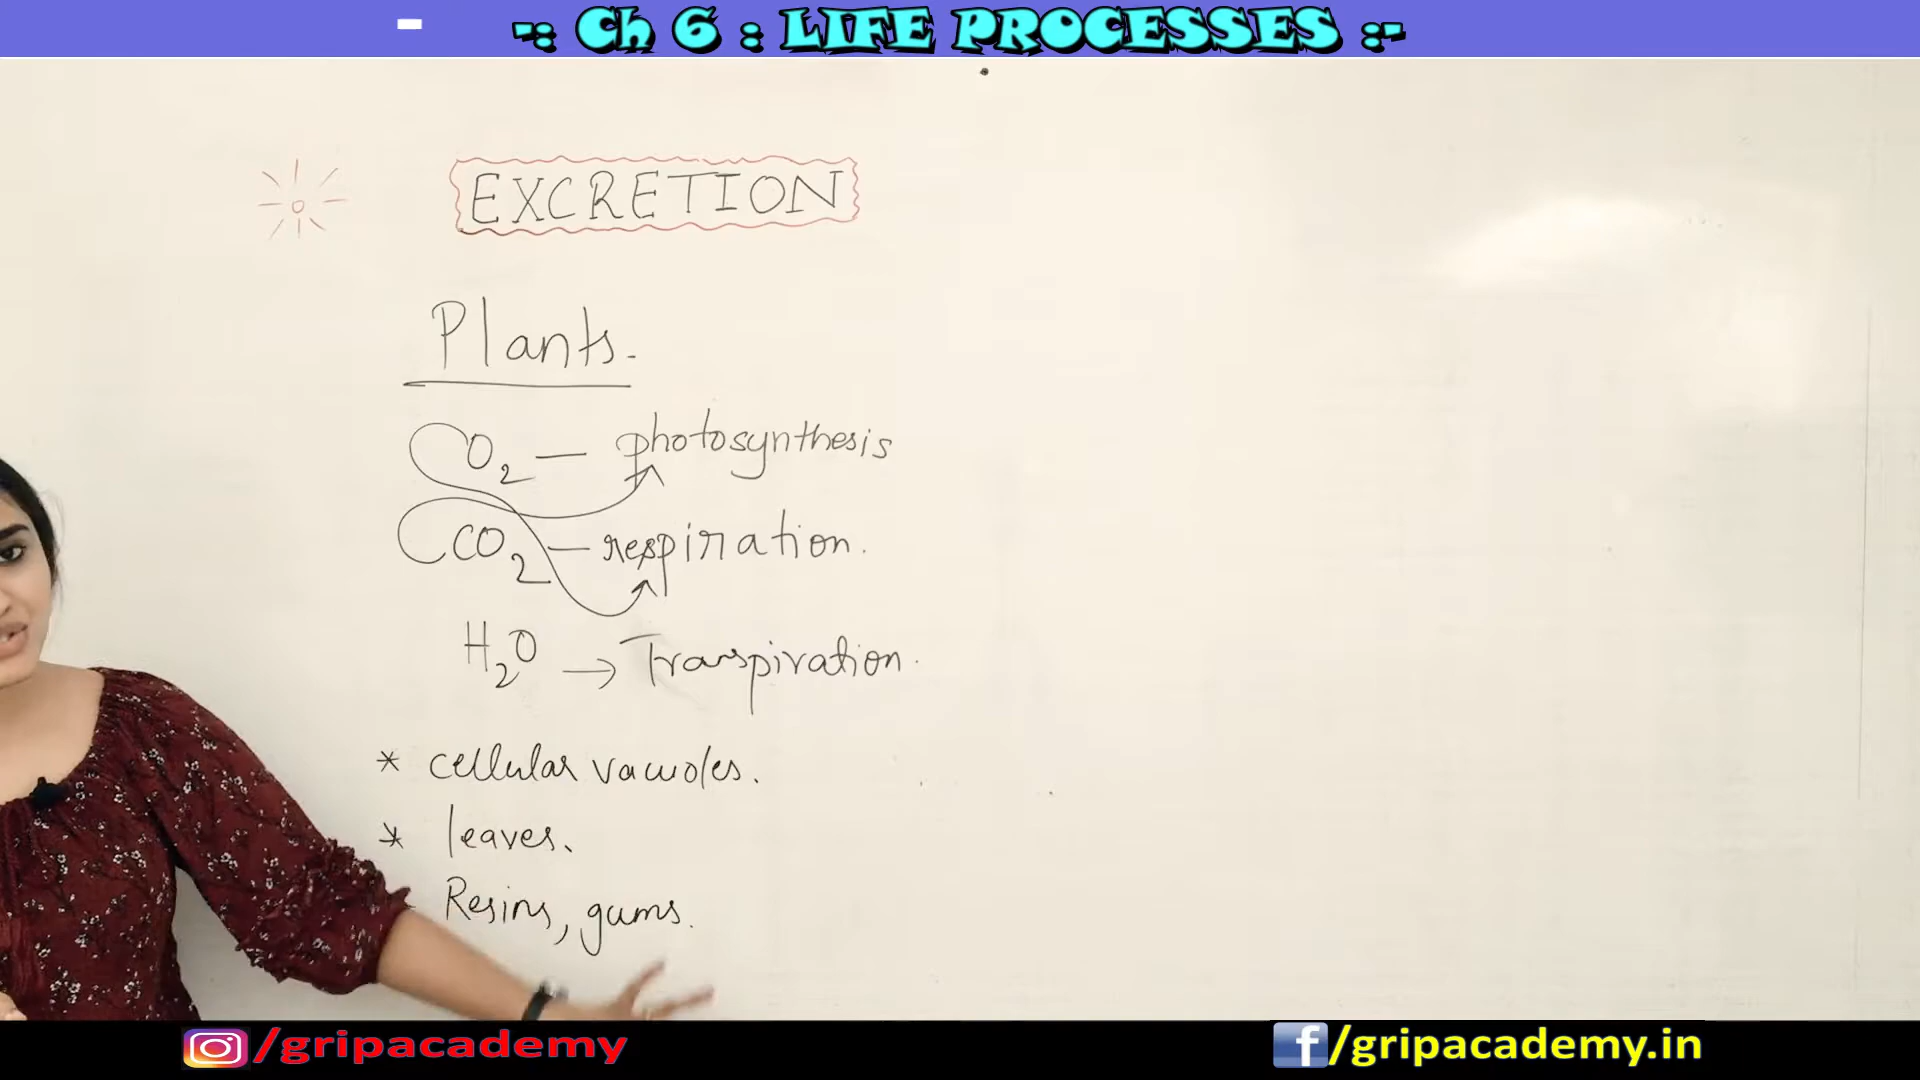 -: Ch 6 : LIFE PROCESSES :-
EXCRETION
Plants.
O2 — photosynthesis
CO2 — respiration.
H2O → Transpiration.
* cellular vacuoles.
* leaves.
Resins, gums.
/gripacademy
f/gripacademy.in